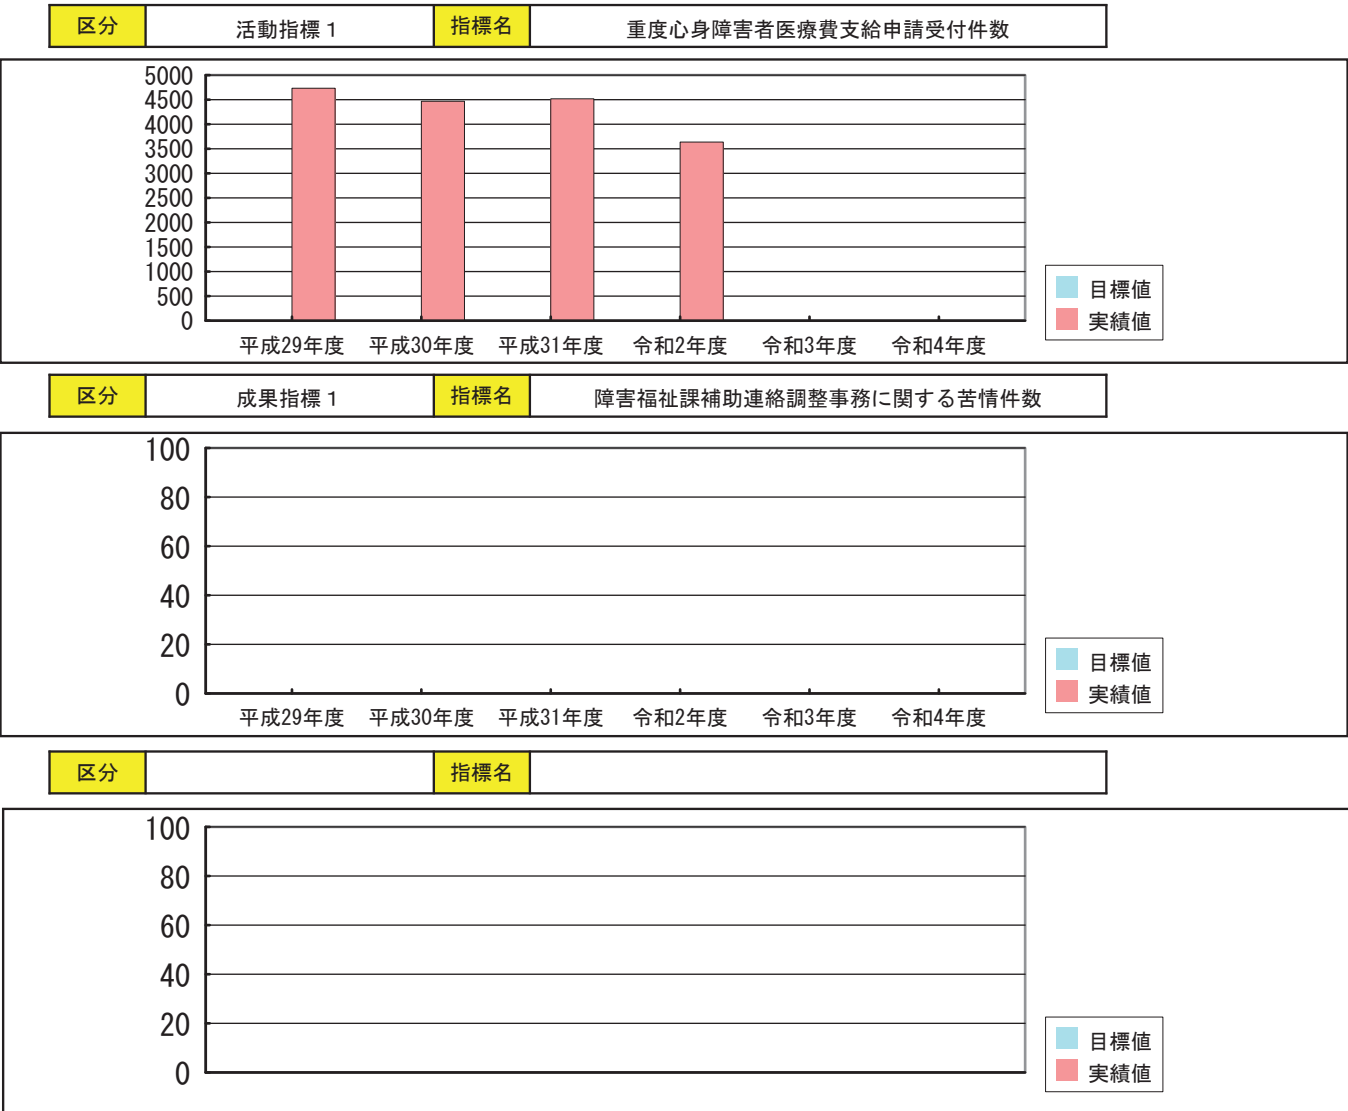 区分 活動指標１ 指標名 重度心身障害者医療費支給申請受付件数
5000
4500
4000
3500
3000
2500
2000
1500
1000
500
0
平成29年度 平成30年度 平成31年度 令和2年度 令和3年度 令和4年度
目標値
実績値
区分 成果指標１ 指標名 障害福祉課補助連絡調整事務に関する苦情件数
100
80
60
40
20
0
平成29年度 平成30年度 平成31年度 令和2年度 令和3年度 令和4年度
目標値
実績値
区分 指標名
100
80
60
40
20
0
目標値
実績値